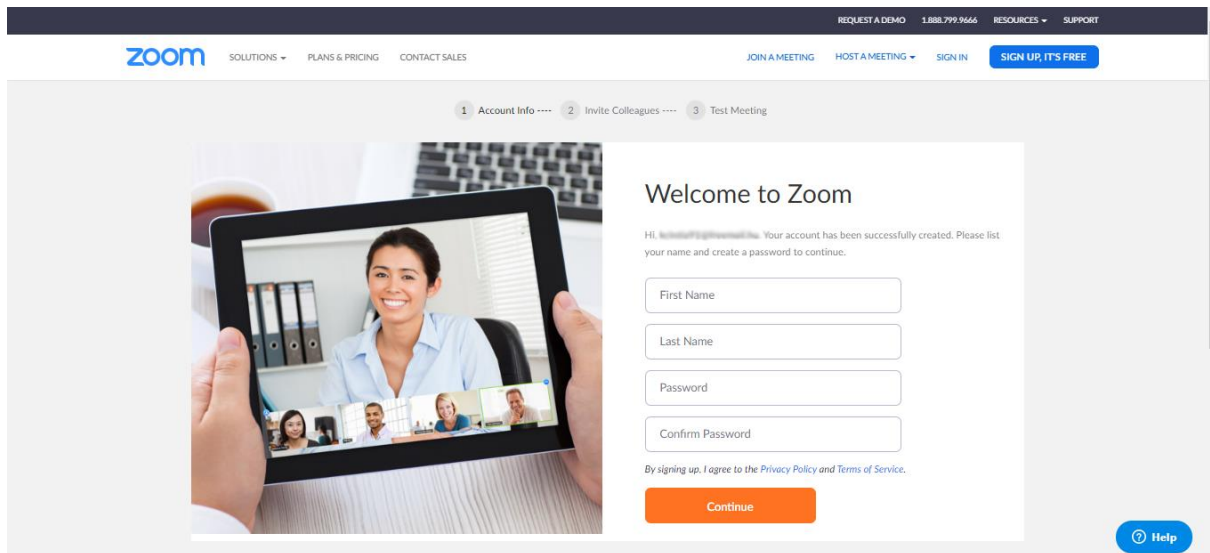 REQUEST A DEMO 1.888.799.9666 RESOURCES SUPPORT
zoom SOLUTIONS PLANS & PRICING CONTACT SALES JOIN A MEETING HOST A MEETING SIGN IN SIGN UP, IT'S FREE
1 Account Info ---- 2 Invite Colleagues ---- 3 Test Meeting
Welcome to Zoom
Hi, Your account has been successfully created. Please list
your name and create a password to continue.
First Name
Last Name
Password
Confirm Password
By signing up, I agree to the Privacy Policy and Terms of Service.
Continue
? Help